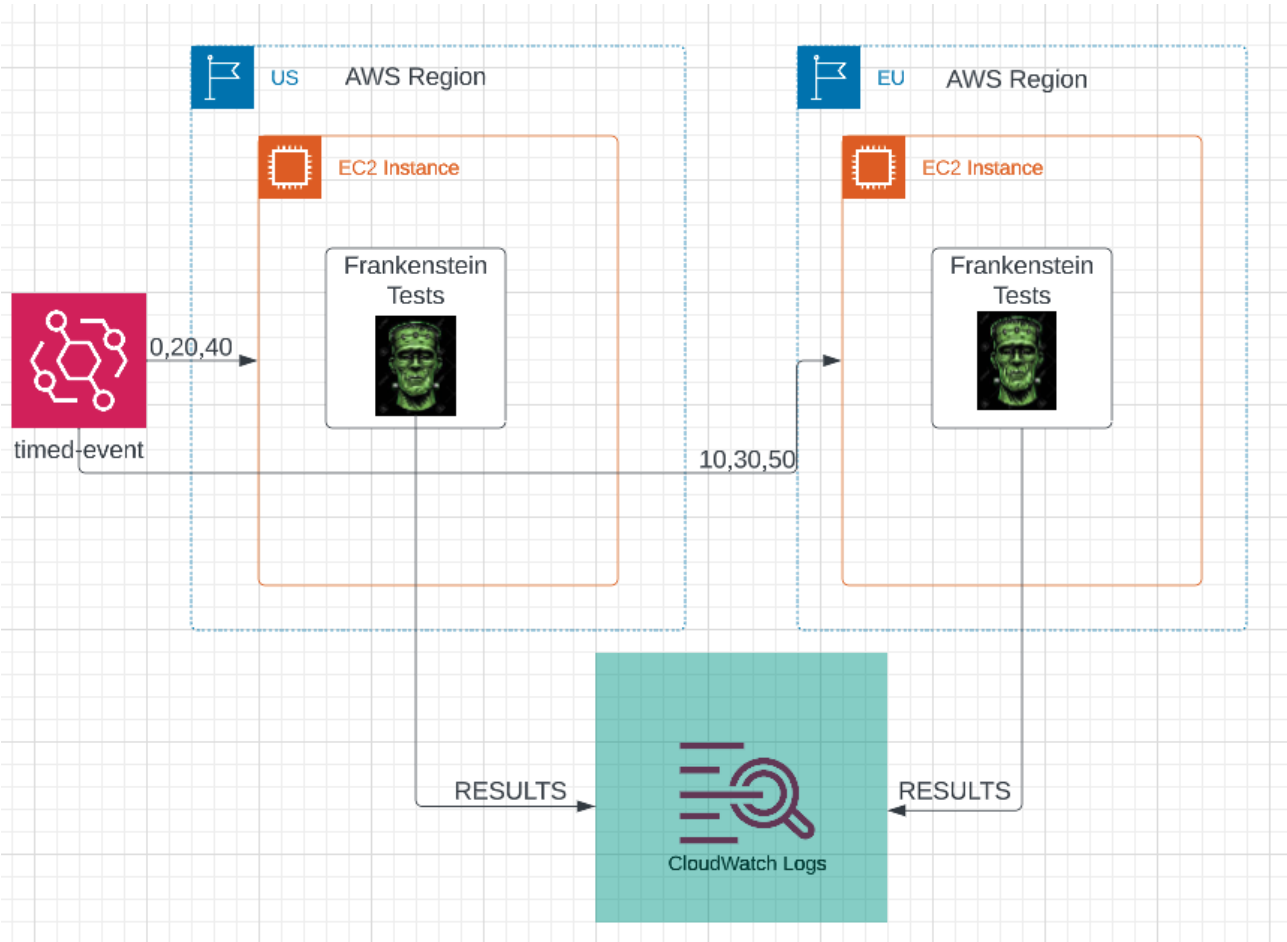 US
AWS Region
EU
AWS Region
EC2 Instance
EC2 Instance
Frankenstein
Tests
Frankenstein
Tests
0,20,40
timed-event
10,30,50
RESULTS
RESULTS
CloudWatch Logs